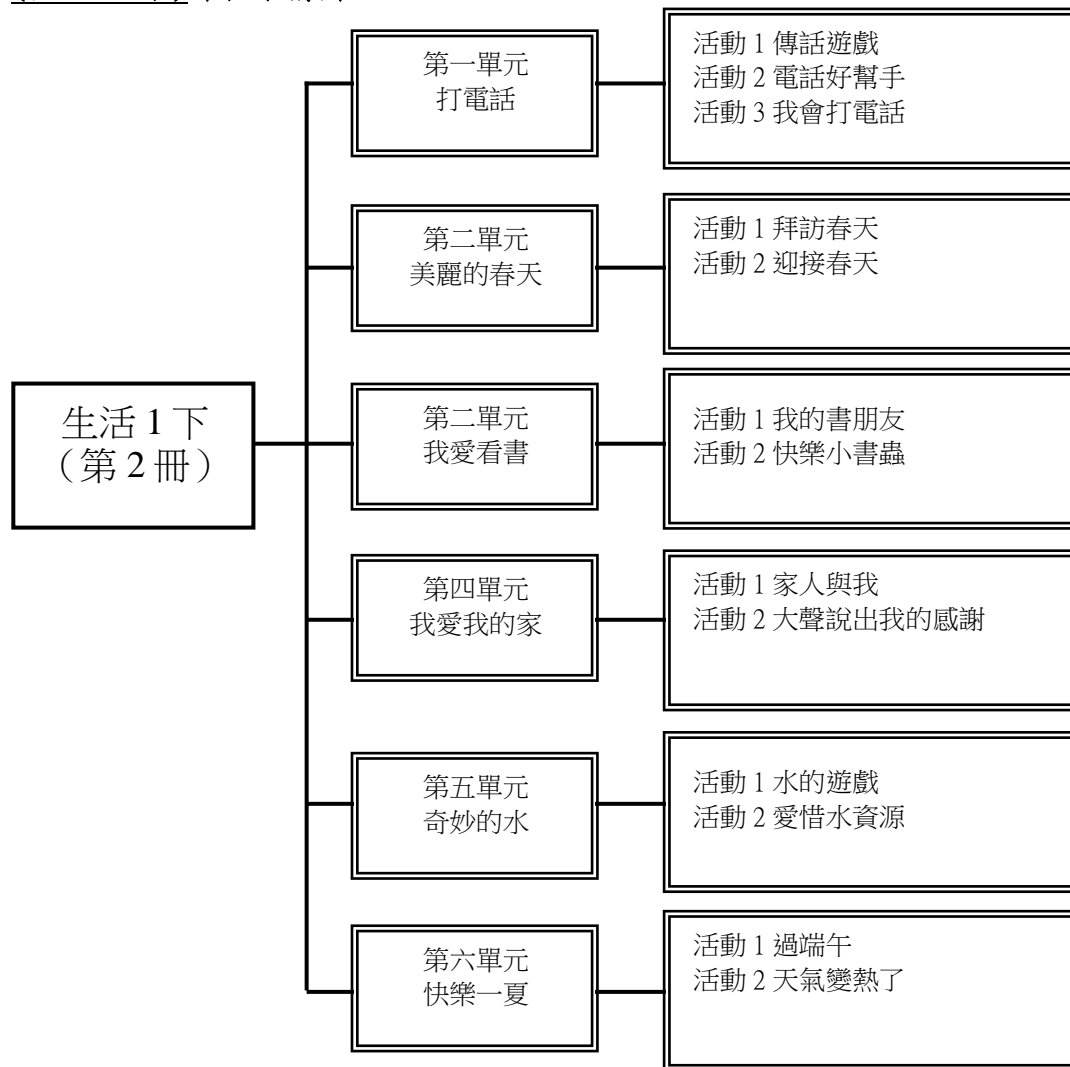 生活 1 下
（第 2 冊）
第一單元
打電話
活動 1 傳話遊戲
活動 2 電話好幫手
活動 3 我會打電話
第二單元
美麗的春天
活動 1 拜訪春天
活動 2 迎接春天
第二單元
我愛看書
活動 1 我的書朋友
活動 2 快樂小書蟲
第四單元
我愛我的家
活動 1 家人與我
活動 2 大聲說出我的感謝
第五單元
奇妙的水
活動 1 水的遊戲
活動 2 愛惜水資源
第六單元
快樂一夏
活動 1 過端午
活動 2 天氣變熱了